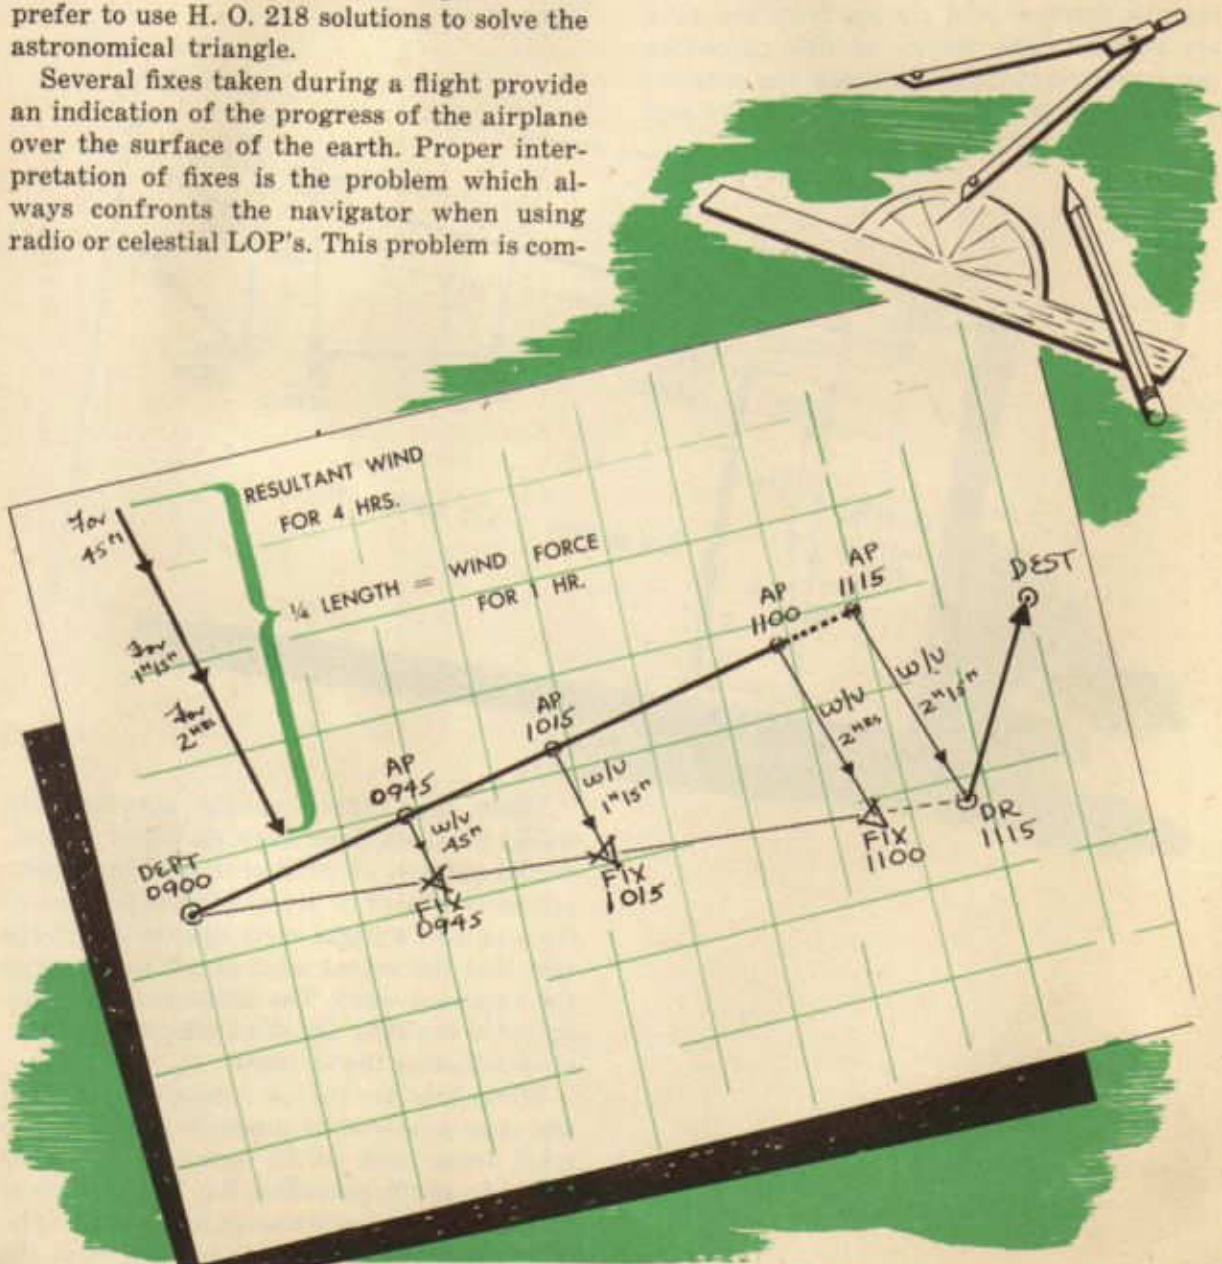 prefer to use H. O. 218 solutions to solve the
astronomical triangle.
Several fixes taken during a flight provide
an indication of the progress of the airplane
over the surface of the earth. Proper inter-
pretation of fixes is the problem which al-
ways confronts the navigator when using
radio or celestial LOP's. This problem is com-
RESULTANT WIND
FOR 4 HRS.
¼ LENGTH = WIND FORCE
FOR 1 HR.
For
45ᴹ
For
1ᴴ15ᴹ
For
2ᴴᴿˢ
DEPT
0900
AP
0945
W/V
45ᴹ
FIX
0945
AP
1015
W/V
1ᴴ15ᴹ
FIX
1015
AP
1100
W/V
2ᴴᴿˢ
FIX
1100
AP
1115
W/V
2ᴴ15ᴹ
DR
1115
DEST